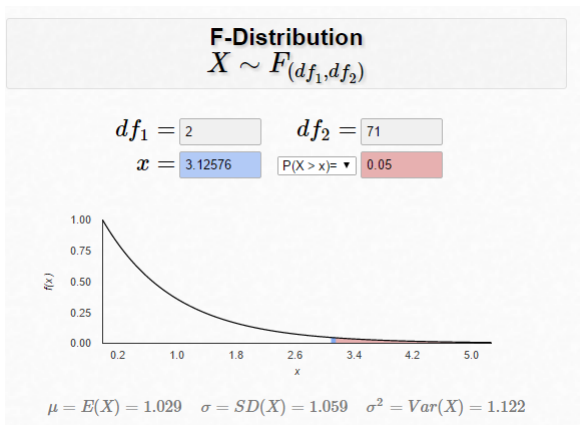 F-Distribution
X ∼ F(df₁,df₂)
df₁ = 2 df₂ = 71
x = 3.12576 P(X > x)= ▼ 0.05
1.00
0.75
0.50
0.25
0.00
f(x)
0.2 1.0 1.8 2.6 3.4 4.2 5.0
x
μ = E(X) = 1.029 σ = SD(X) = 1.059 σ² = Var(X) = 1.122